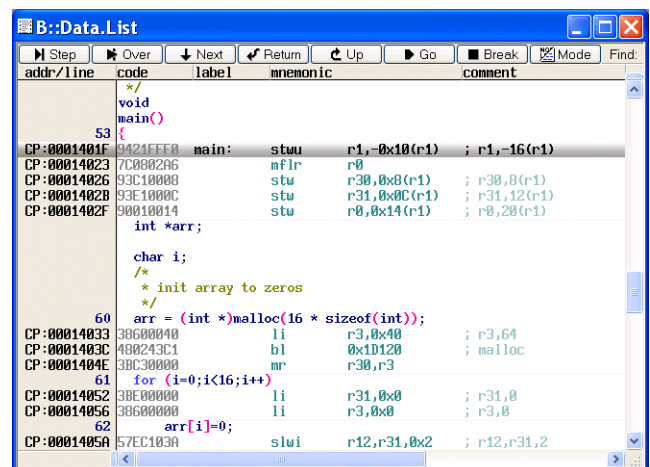 B::Data.List
Step Over Next Return Up Go Break Mode Find:
addr/line code label mnemonic comment
*/
void
main()
53 {
CP:0001401F 9421FFF0 main: stwu r1,-0x10(r1) ; r1,-16(r1)
CP:00014023 7C0802A6 mflr r0
CP:00014026 93C10008 stw r30,0x8(r1) ; r30,8(r1)
CP:0001402B 93E1000C stw r31,0x0C(r1) ; r31,12(r1)
CP:0001402F 90010014 stw r0,0x14(r1) ; r0,20(r1)
int *arr;
char i;
/*
* init array to zeros
*/
60 arr = (int *)malloc(16 * sizeof(int));
CP:00014033 38600040 li r3,0x40 ; r3,64
CP:0001403C 480243C1 bl 0x1D120 ; malloc
CP:0001404E 3BC30000 mr r30,r3
61 for (i=0;i<16;i++)
CP:00014052 3BE00000 li r31,0x0 ; r31,0
CP:00014056 38600000 li r3,0x0 ; r3,0
62 arr[i]=0;
CP:0001405A 57EC103A slwi r12,r31,0x2 ; r12,r31,2